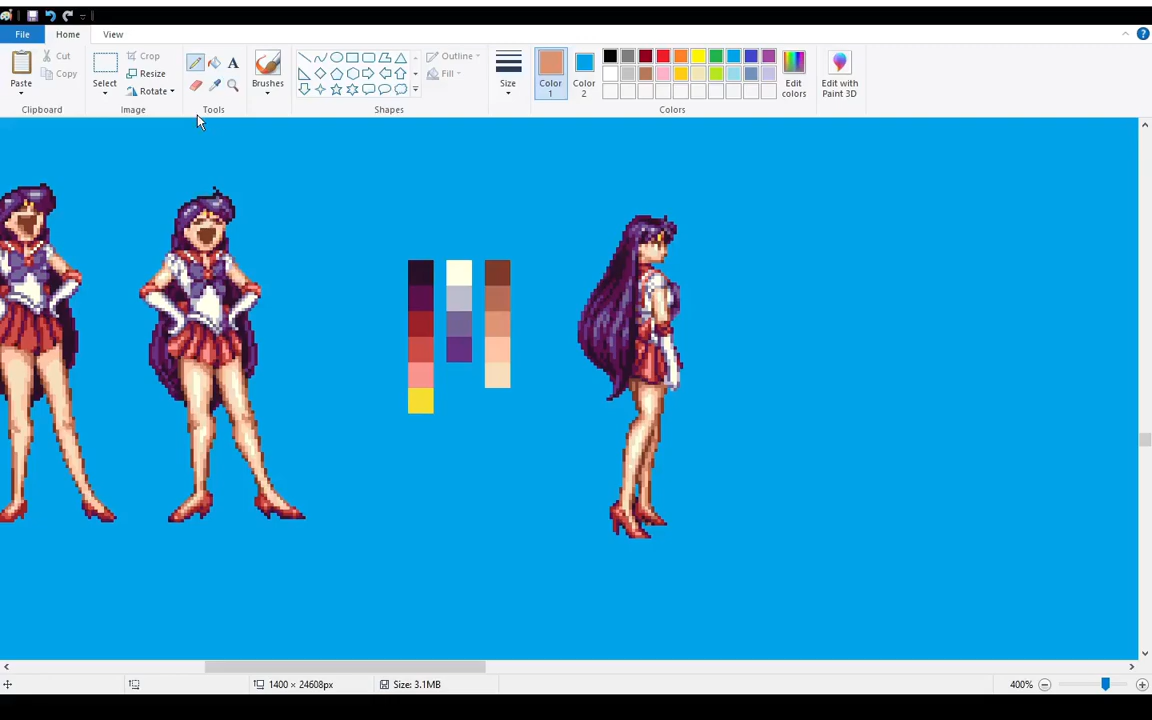 File Home View
Paste Cut Copy Clipboard
Select Crop Resize Rotate Image
A Tools
Brushes
Outline Fill Shapes
Size
Color 1
Color 2
Edit colors Colors
Edit with Paint 3D
1400 × 24608px Size: 3.1MB 400%